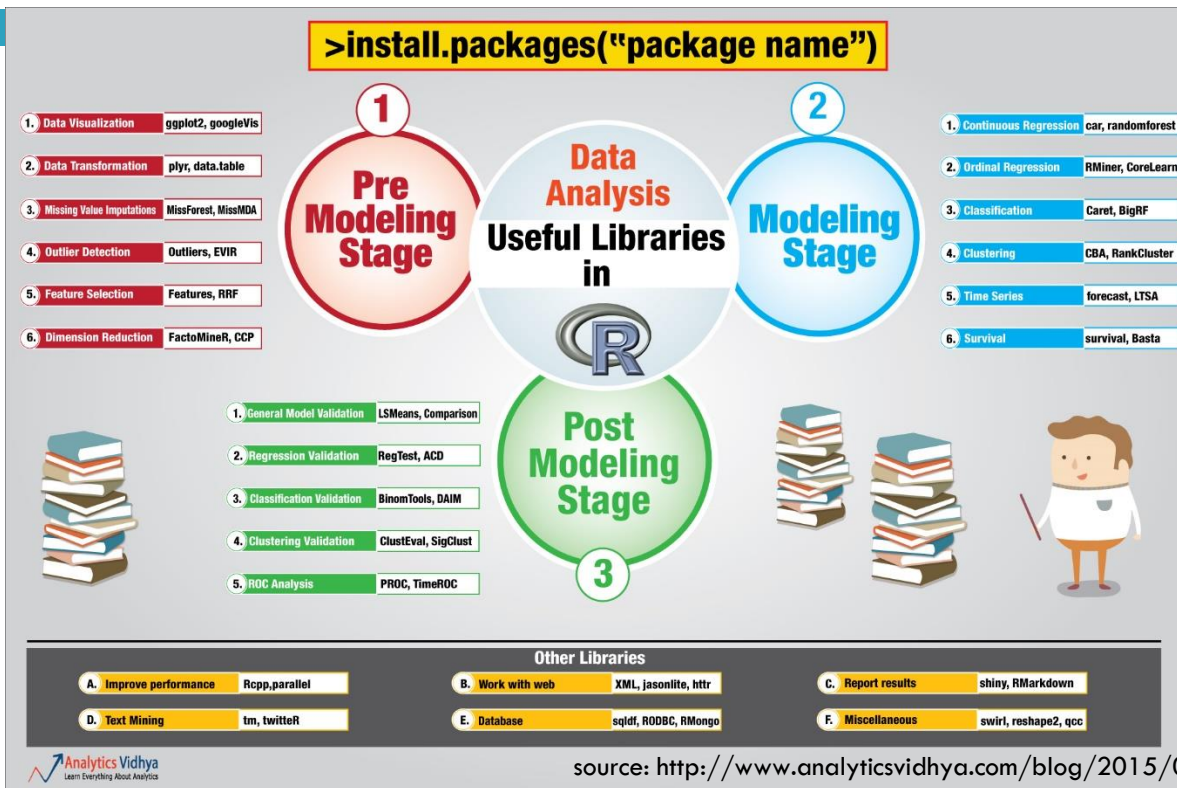 >install.packages("package name")
1
1. Data Visualization ggplot2, googleVis
2. Data Transformation plyr, data.table
3. Missing Value Imputations MissForest, MissMDA
4. Outlier Detection Outliers, EVIR
5. Feature Selection Features, RRF
6. Dimension Reduction FactoMineR, CCP
Pre
Modeling
Stage
Data
Analysis
Useful Libraries
in
R
2
Modeling
Stage
1. Continuous Regression car, randomforest
2. Ordinal Regression RMiner, CoreLearn
3. Classification Caret, BigRF
4. Clustering CBA, RankCluster
5. Time Series forecast, LTSA
6. Survival survival, Basta
1. General Model Validation LSMeans, Comparison
2. Regression Validation RegTest, ACD
3. Classification Validation BinomTools, DAIM
4. Clustering Validation ClustEval, SigClust
5. ROC Analysis PROC, TimeROC
Post
Modeling
Stage
3
Other Libraries
A. Improve performance Rcpp,parallel
B. Work with web XML, jasonlite, httr
C. Report results shiny, RMarkdown
D. Text Mining tm, twitteR
E. Database sqldf, RODBC, RMongo
F. Miscellaneous swirl, reshape2, qcc
Analytics Vidhya
Learn Everything About Analytics
source: http://www.analyticsvidhya.com/blog/2015/0